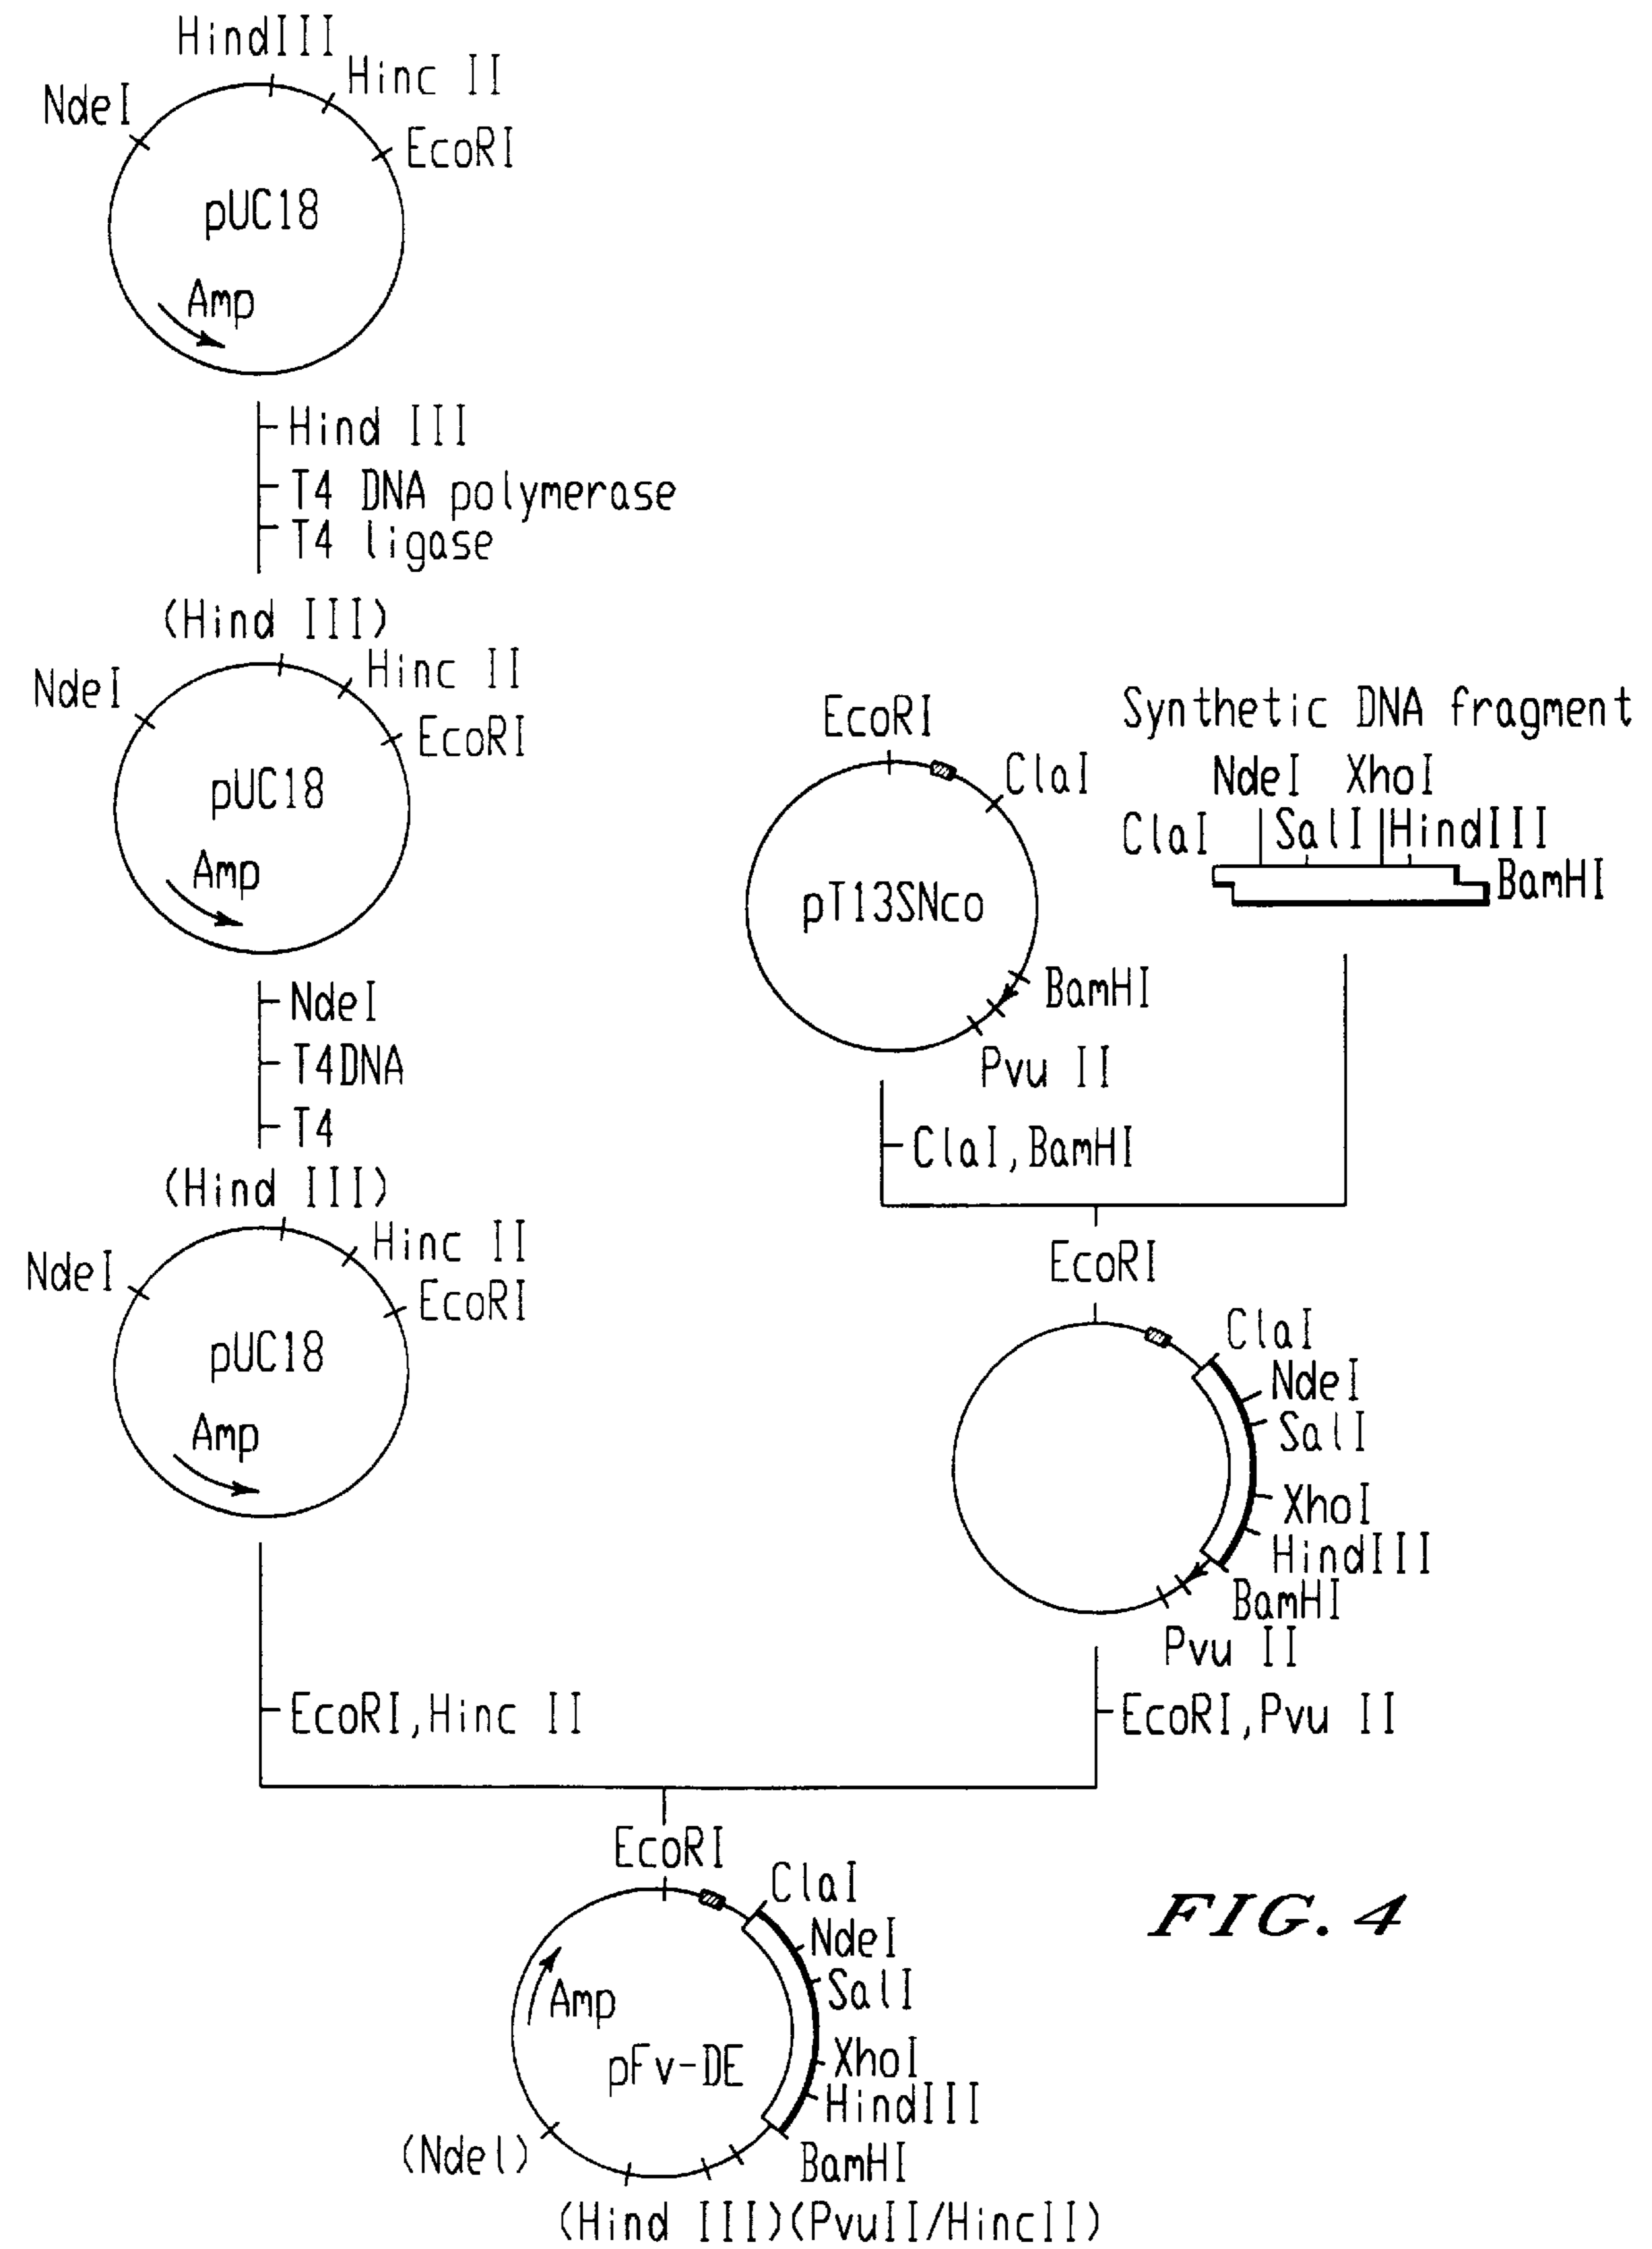 HindIII
Hinc II
NdeI
EcoRI
pUC18
Amp
Hind III
T4 DNA polymerase
T4 ligase
(Hind III)
Hinc II
NdeI
EcoRI
pUC18
Amp
NdeI
T4DNA
T4
(Hind III)
Hinc II
NdeI
EcoRI
pUC18
Amp
EcoRI,Hinc II
EcoRI
ClaI
pT13SNco
BamHI
Pvu II
ClaI,BamHI
Synthetic DNA fragment
NdeI XhoI
ClaI SalI HindIII
BamHI
EcoRI
ClaI
NdeI
SalI
XhoI
HindIII
BamHI
Pvu II
EcoRI,Pvu II
EcoRI
ClaI
NdeI
SalI
Amp
pFv-DE
XhoI
HindIII
(Ndel)
BamHI
(Hind III)(PvuII/HincII)
FIG. 4